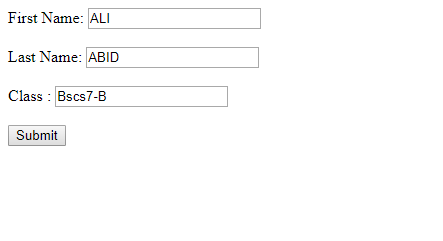 First Name: ALI
Last Name: ABID
Class : Bscs7-B
Submit